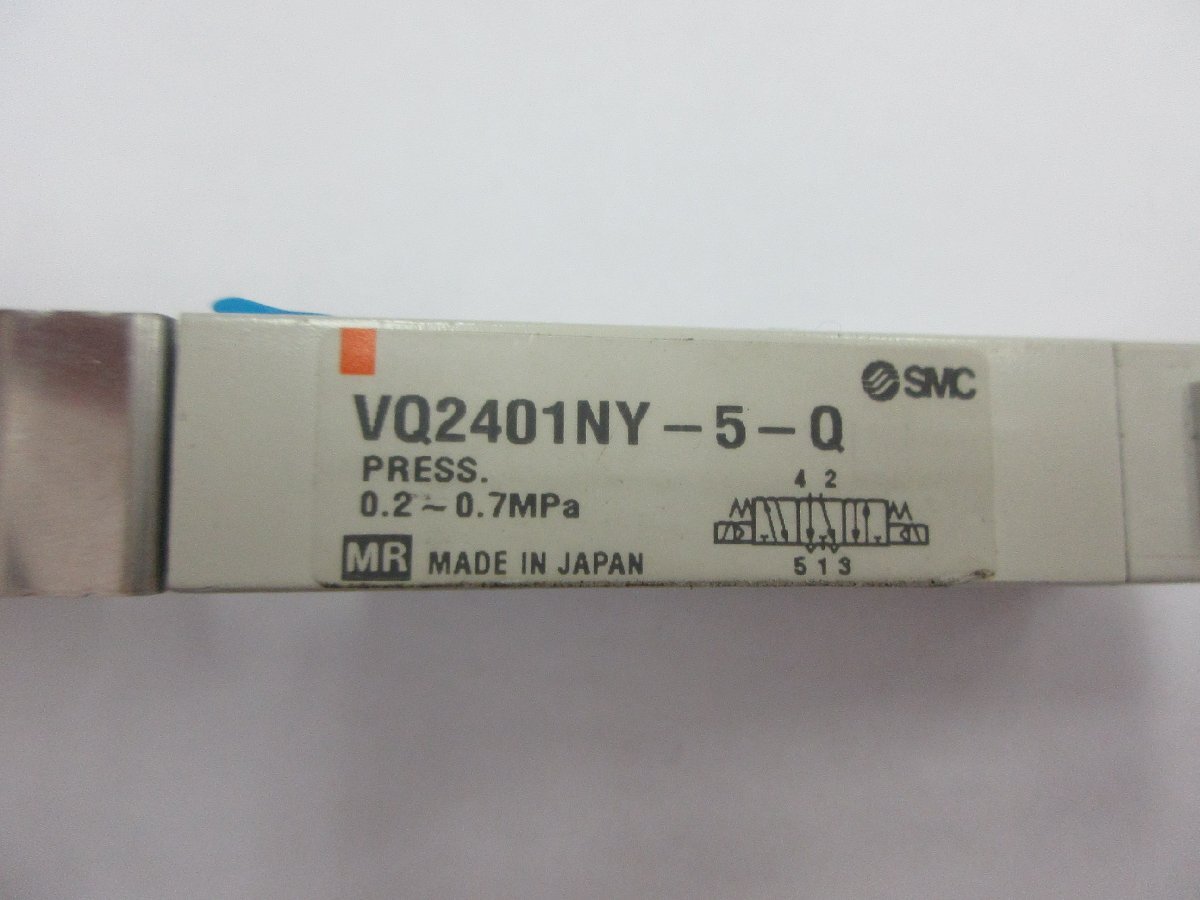 SMC
VQ2401NY-5-Q
PRESS.
0.2~0.7MPa
4 2
5 1 3
MR MADE IN JAPAN